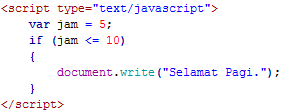 <script type="text/javascript">
    var jam = 5;
    if (jam <= 10)
    {
        document.write("Selamat Pagi.");
    }
</script>